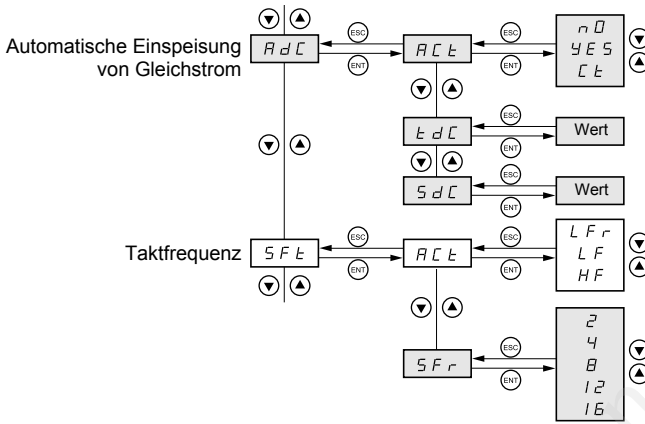 Automatische Einspeisung
von Gleichstrom
AdC
ESC
ENT
ACt
ESC
ENT
nO
YES
Ct
tdC
ESC
ENT
Wert
SdC
ESC
ENT
Wert
Taktfrequenz
SFt
ESC
ENT
ACt
ESC
ENT
LFr
LF
HF
SFr
ESC
ENT
2
4
8
12
16